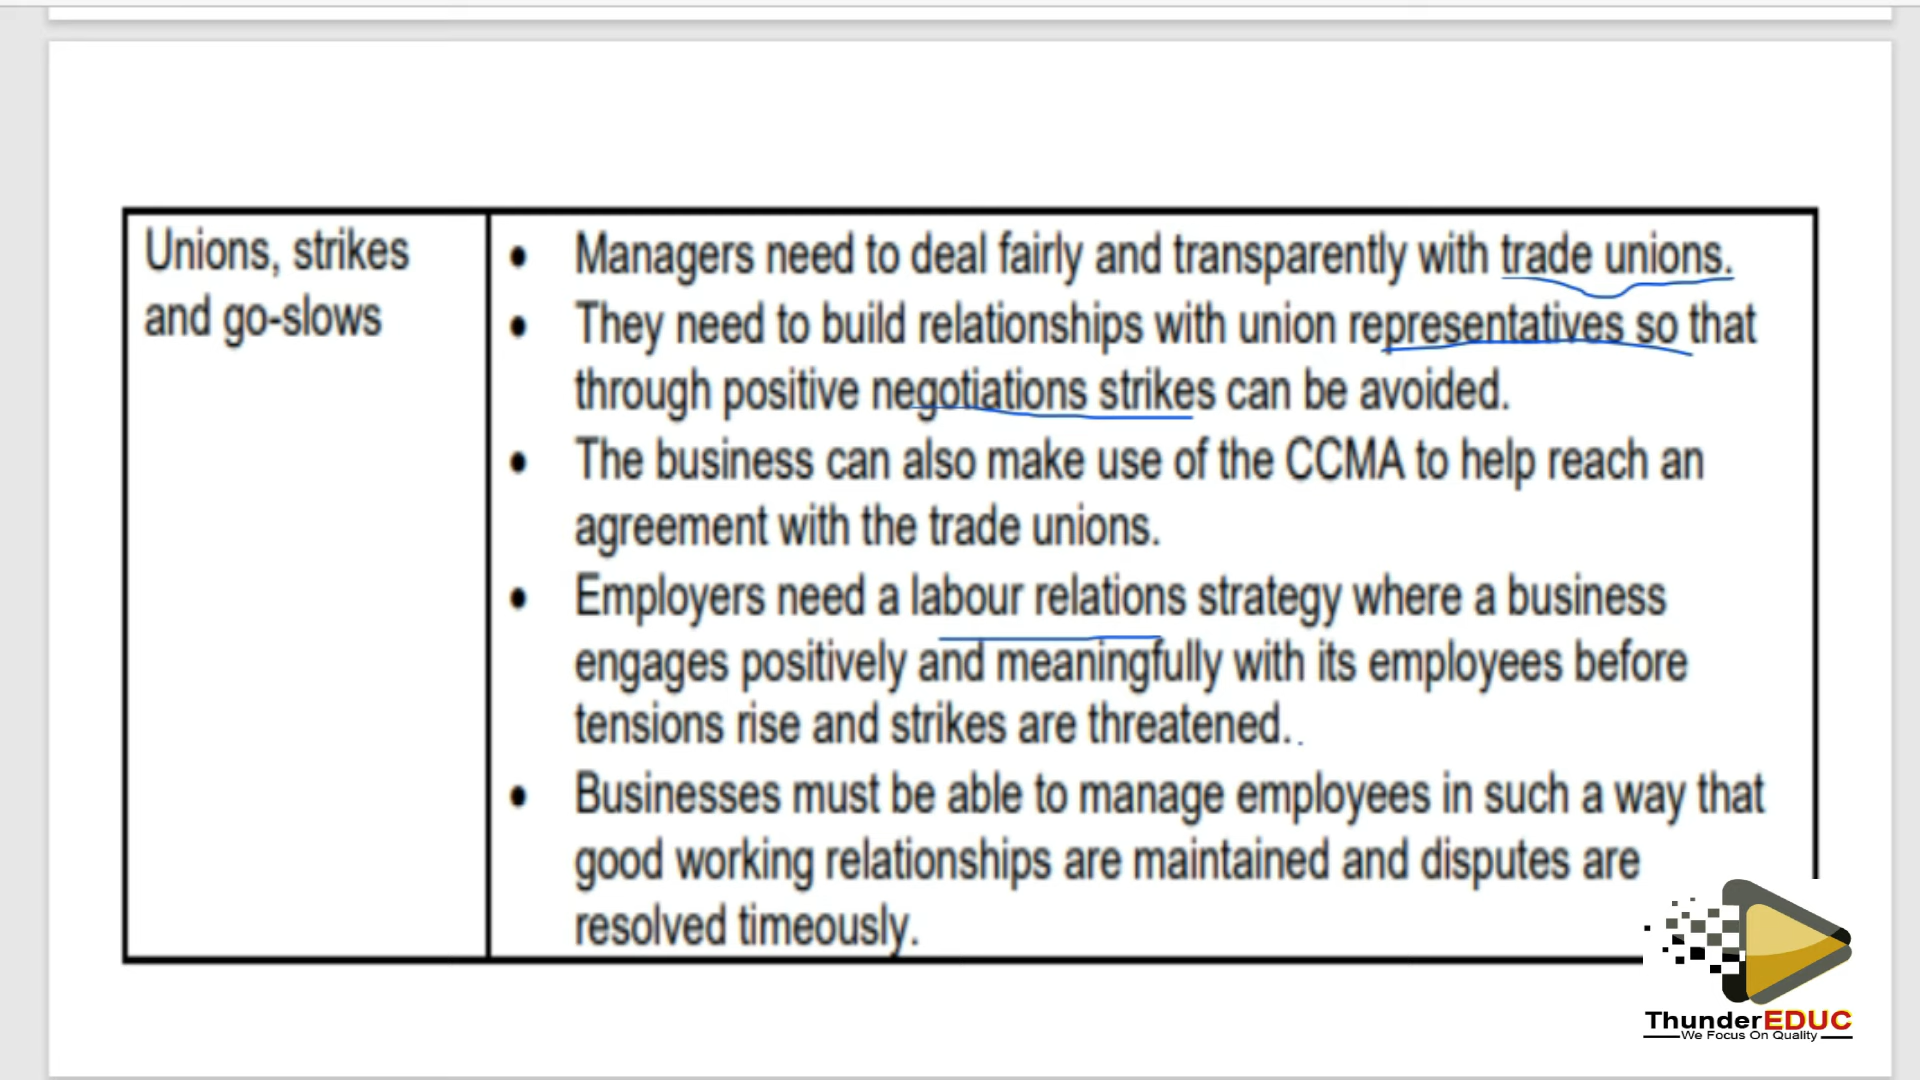 Unions, strikes
and go-slows
• Managers need to deal fairly and transparently with trade unions.
• They need to build relationships with union representatives so that
through positive negotiations strikes can be avoided.
• The business can also make use of the CCMA to help reach an
agreement with the trade unions.
• Employers need a labour relations strategy where a business
engages positively and meaningfully with its employees before
tensions rise and strikes are threatened.
• Businesses must be able to manage employees in such a way that
good working relationships are maintained and disputes are
resolved timeously.
ThunderEDUC
We Focus On Quality